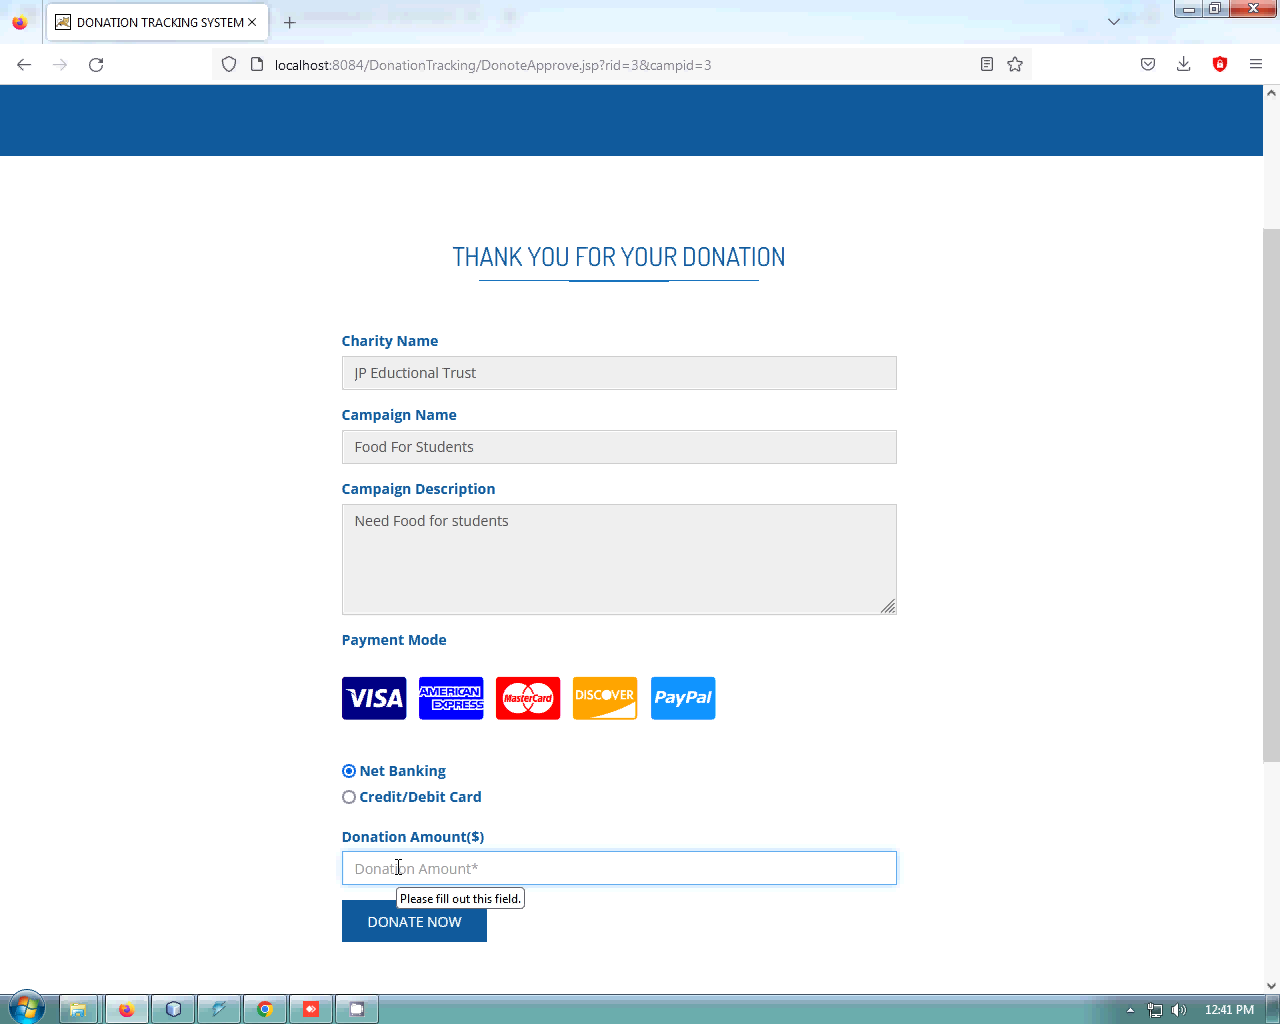 DONATION TRACKING SYSTEM
localhost:8084/DonationTracking/DonoteApprove.jsp?rid=3&campid=3
THANK YOU FOR YOUR DONATION
Charity Name
JP Eductional Trust
Campaign Name
Food For Students
Campaign Description
Need Food for students
Payment Mode
VISA AMERICAN EXPRESS MasterCard DISCOVER PayPal
Net Banking
Credit/Debit Card
Donation Amount($)
Donation Amount*
Please fill out this field.
DONATE NOW
12:41 PM